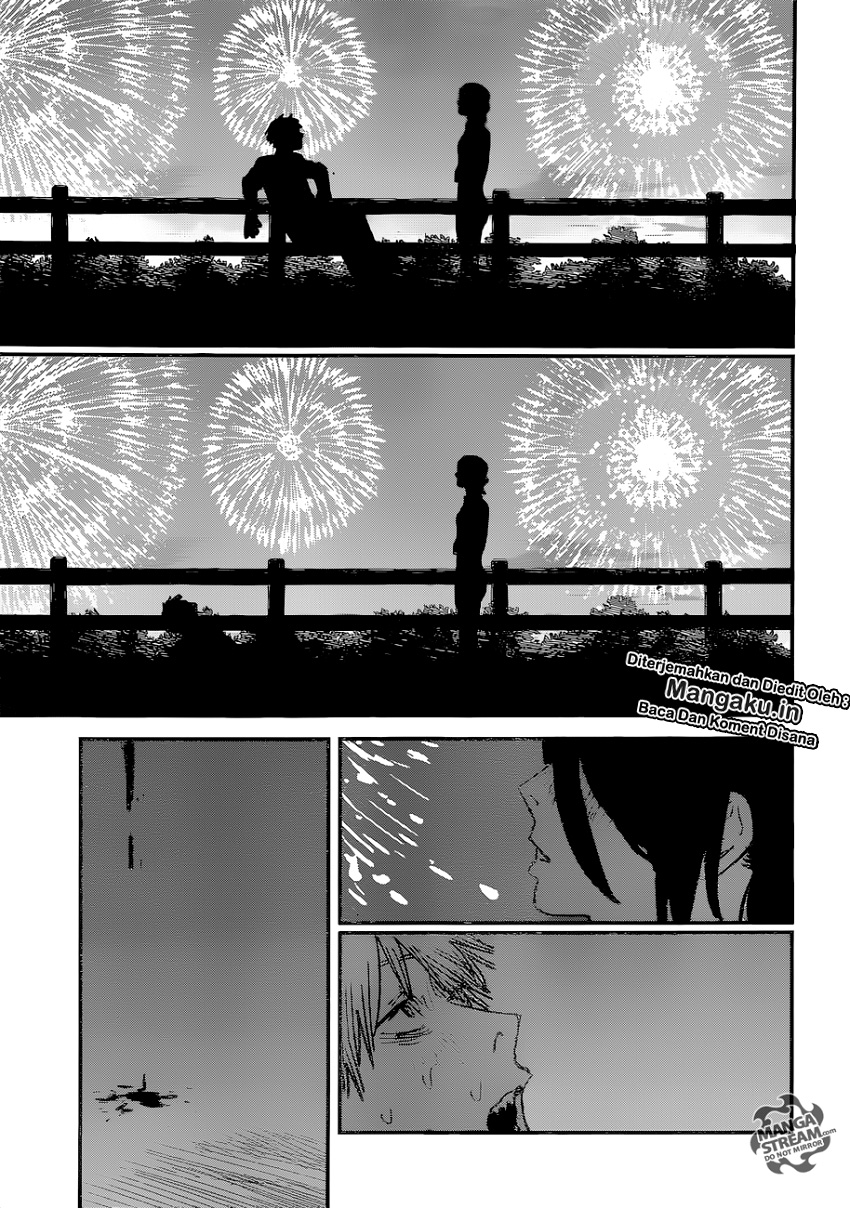 Diterjemahkan dan Diedit Oleh :
Mangaku.in
Baca Dan Koment Disana
MANGA
STREAM.com
DO NOT MIRROR!